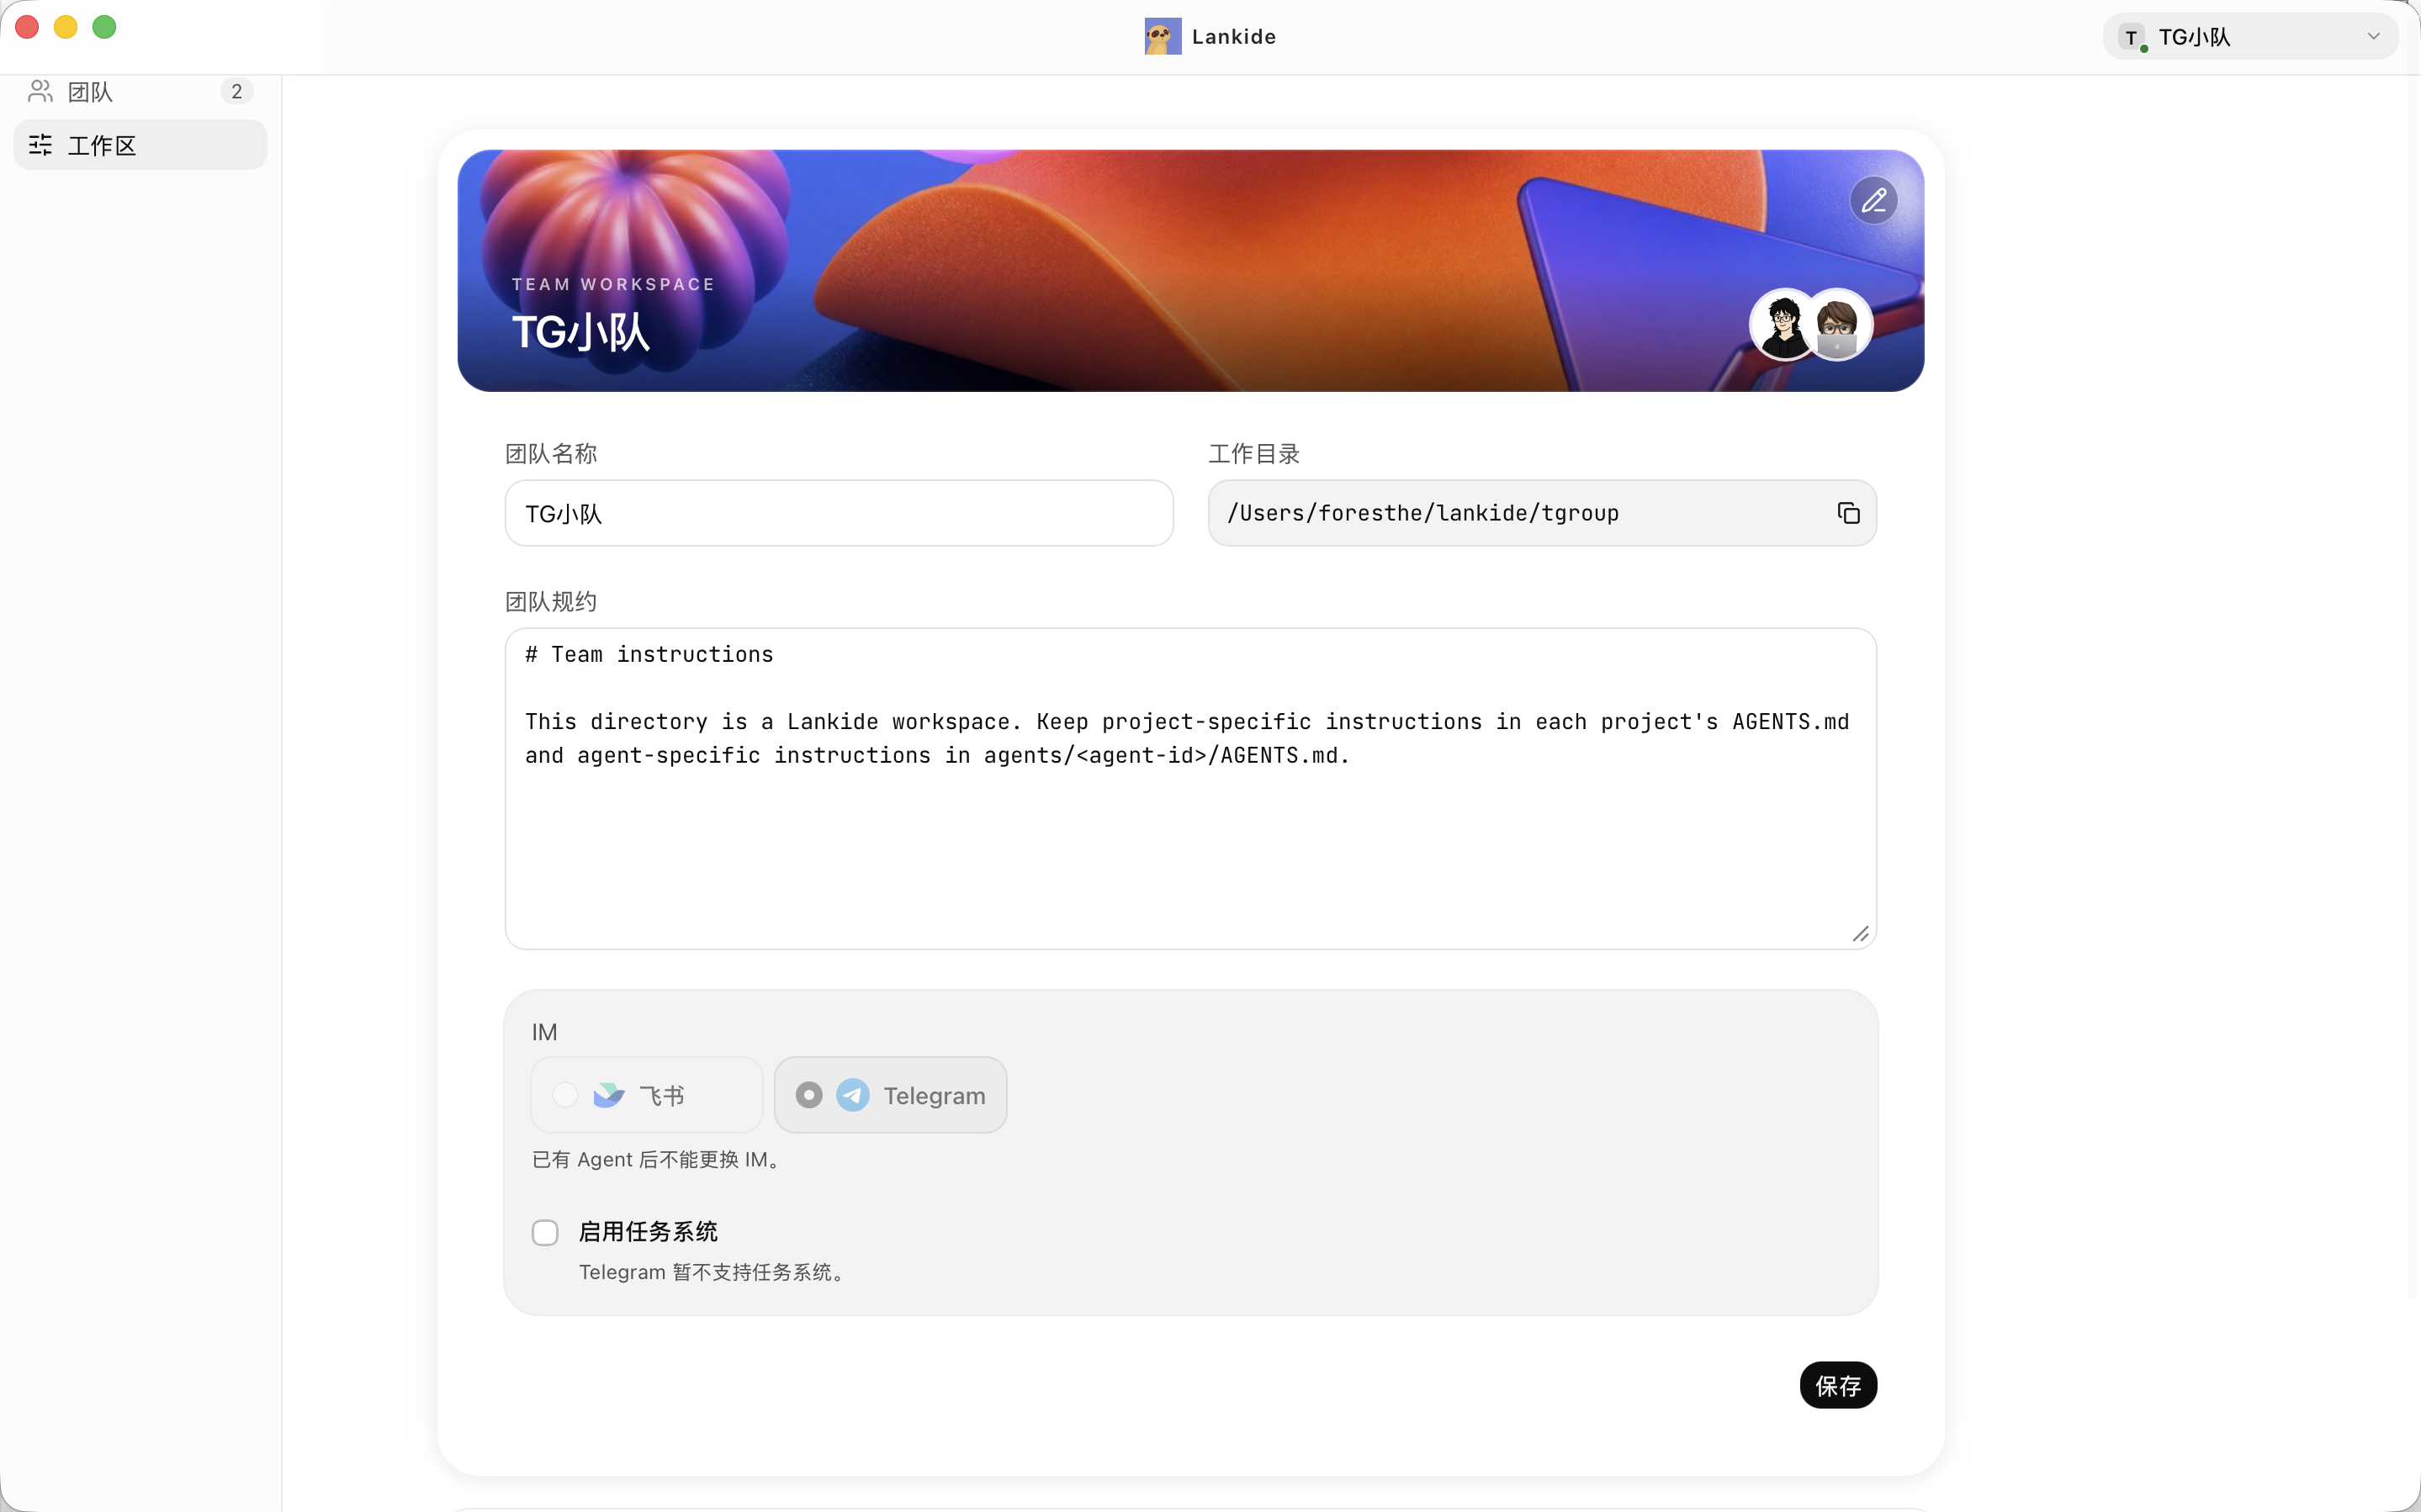 Lankide
T TG小队
团队 2
工作区
TEAM WORKSPACE
TG小队
团队名称
工作目录
TG小队
/Users/foresthe/lankide/tgroup
团队规约
# Team instructions
This directory is a Lankide workspace. Keep project-specific instructions in each project's AGENTS.md
and agent-specific instructions in agents/<agent-id>/AGENTS.md.
IM
飞书
Telegram
已有 Agent 后不能更换 IM。
启用任务系统
Telegram 暂不支持任务系统。
保存